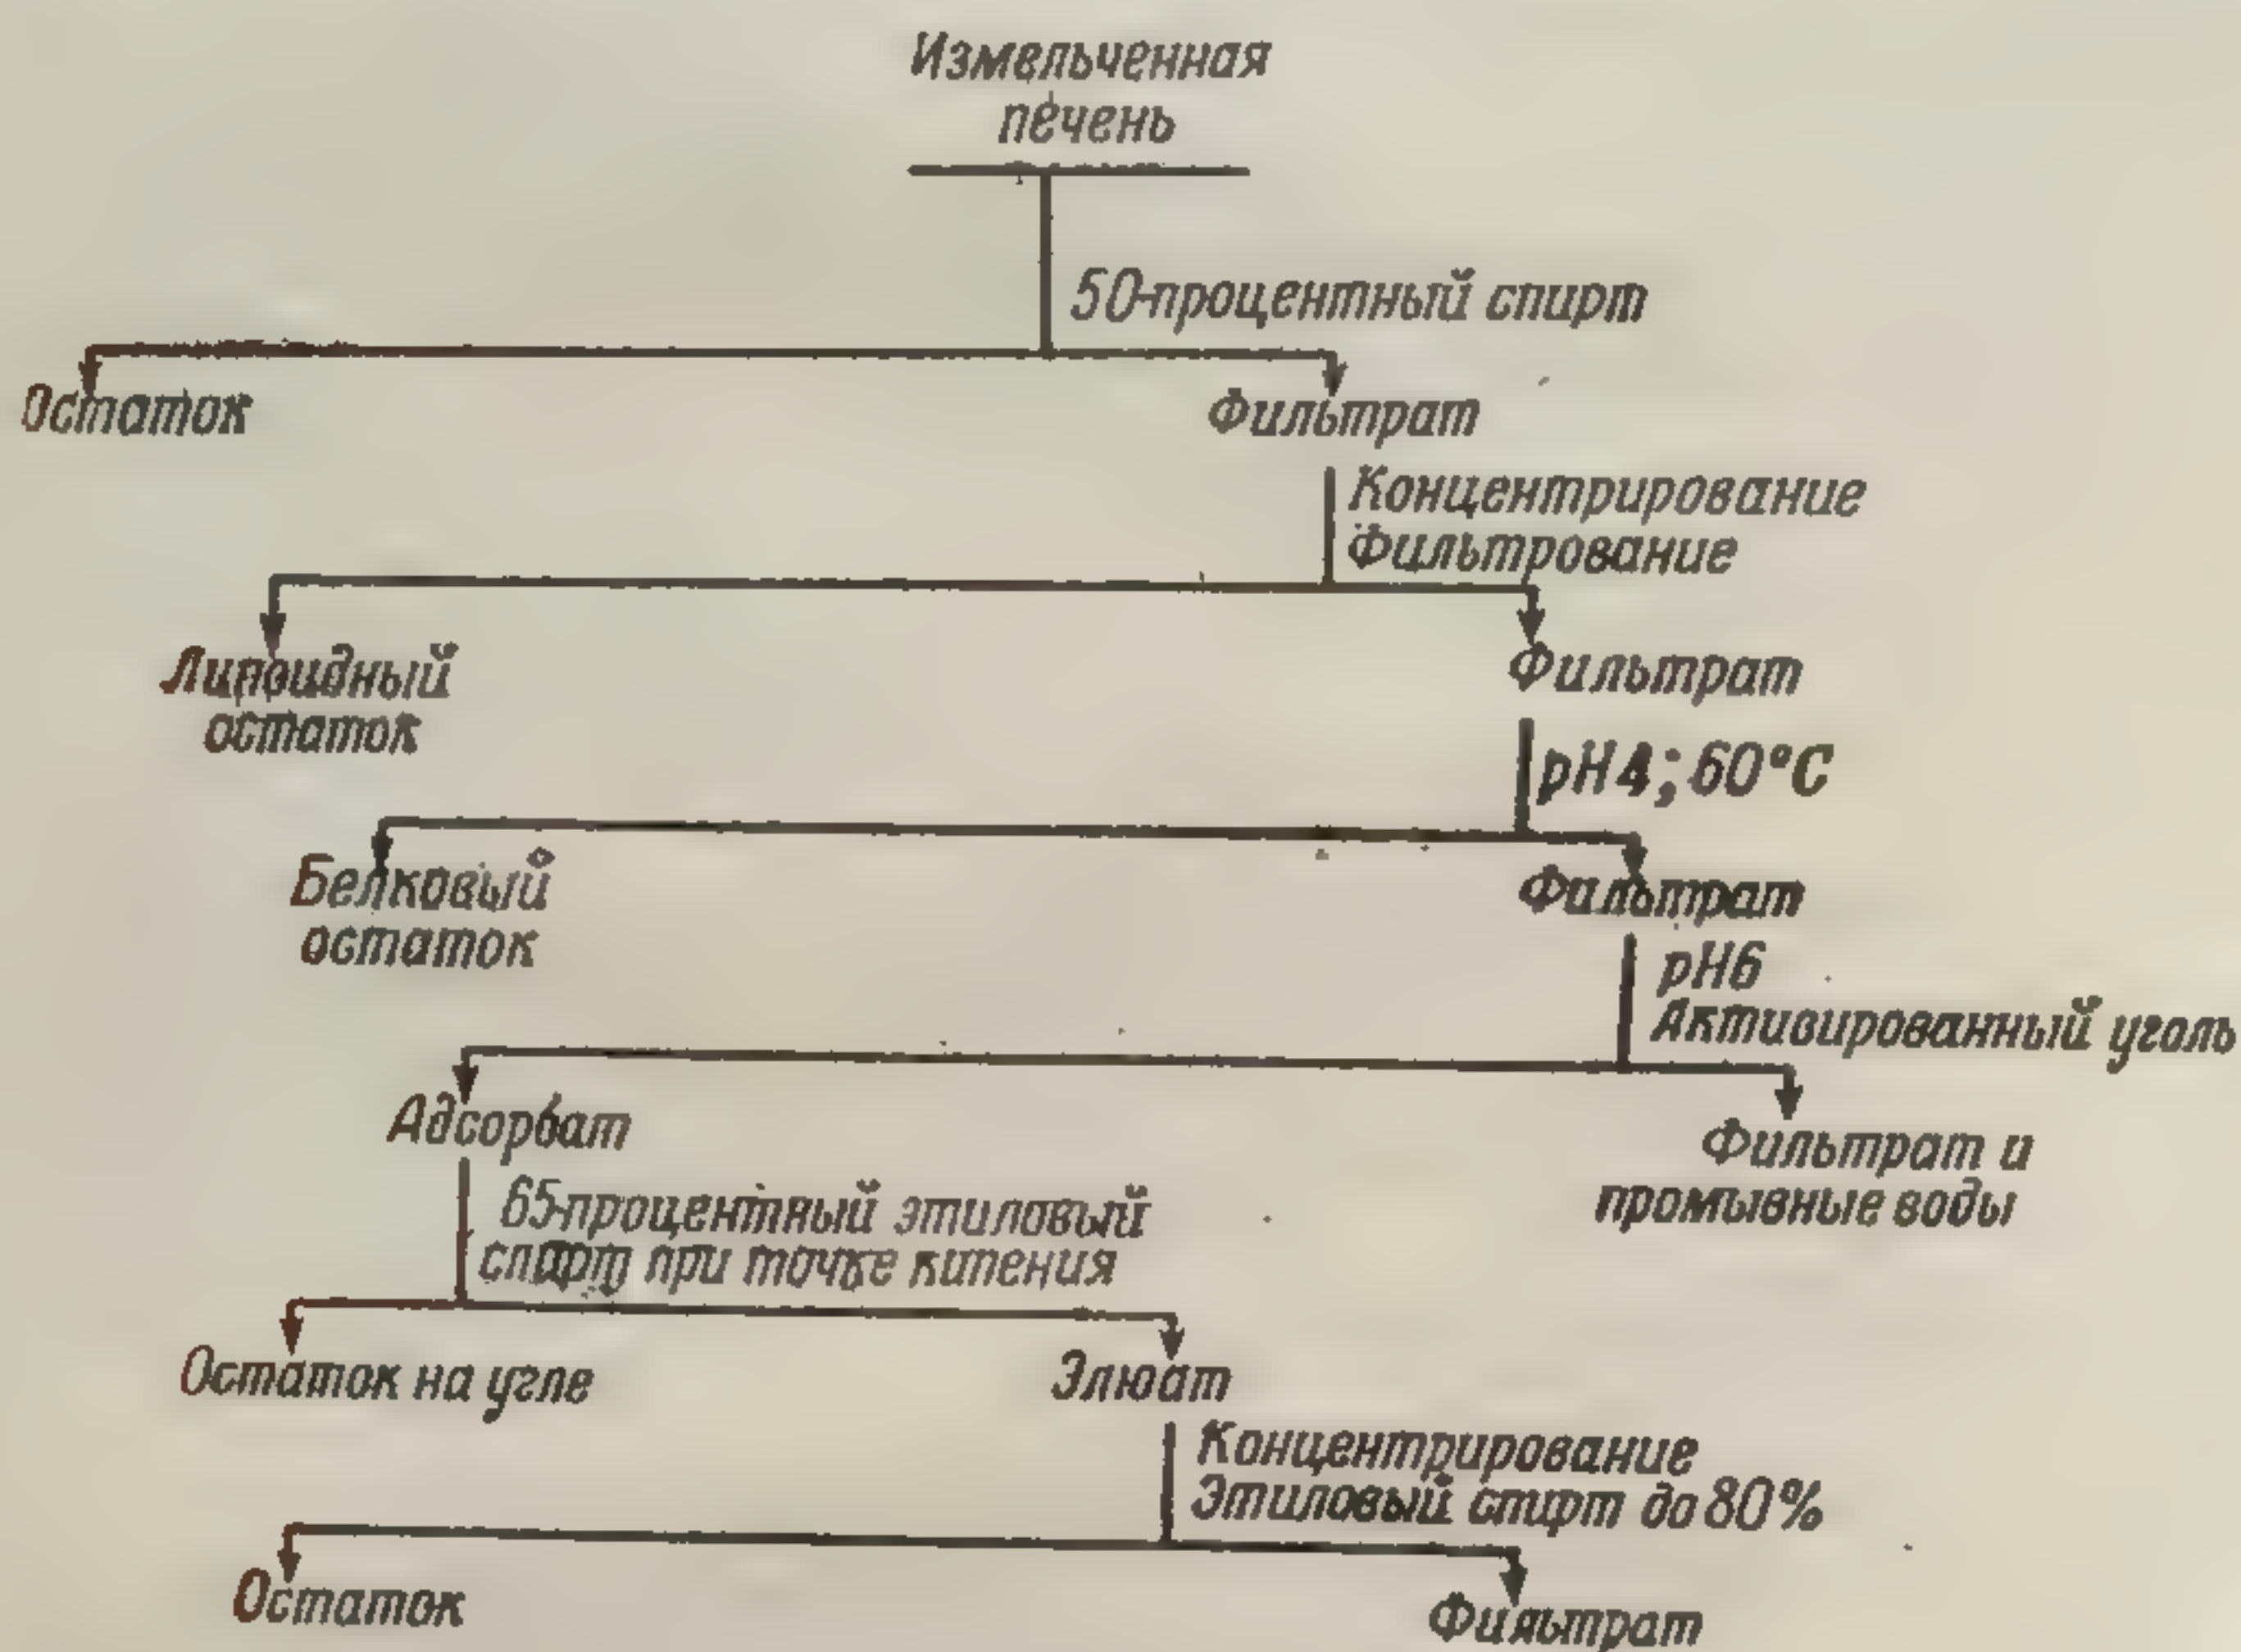 Измельченная
печень
50-процентный спирт
Остаток
Фильтрат
Концентрирование
Фильтрование
Липоидный
остаток
Фильтрат
pH4; 60°C
Белковый
остаток
Фильтрат
pH6
Активированный уголь
Адсорбат
Фильтрат и
промывные воды
65-процентный этиловый
спирт при точке кипения
Остаток на угле
Элюат
Концентрирование
Этиловый спирт до 80%
Остаток
Фильтрат